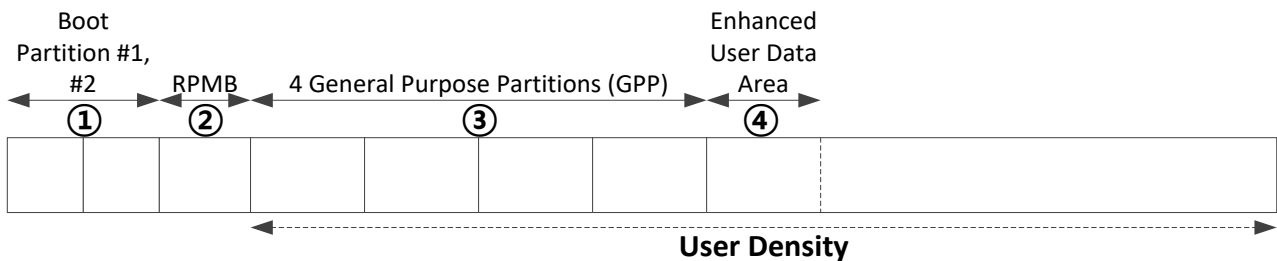 Boot
Partition #1,
#2
RPMB
4 General Purpose Partitions (GPP)
Enhanced
User Data
Area
①
②
③
④
User Density